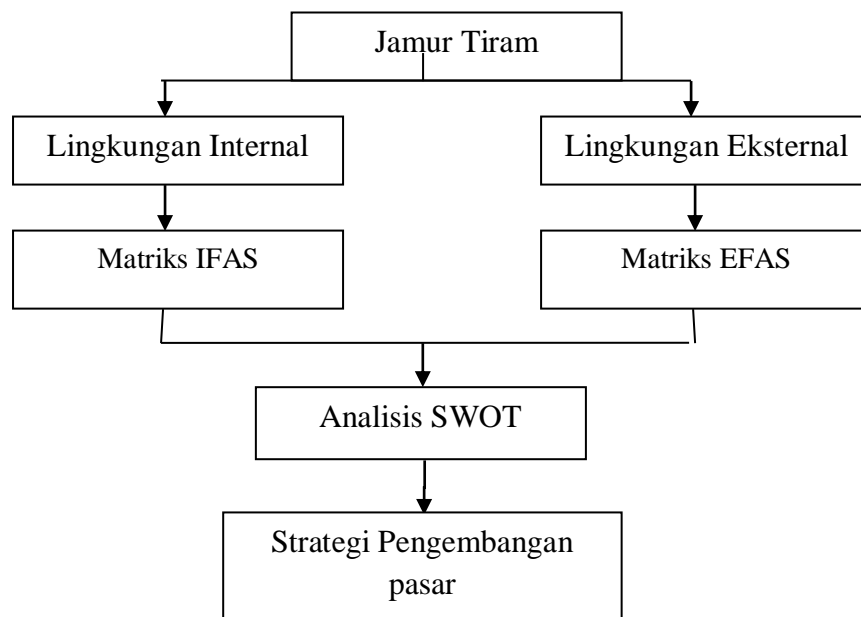 Jamur Tiram
Lingkungan Internal
Lingkungan Eksternal
Matriks IFAS
Matriks EFAS
Analisis SWOT
Strategi Pengembangan
pasar